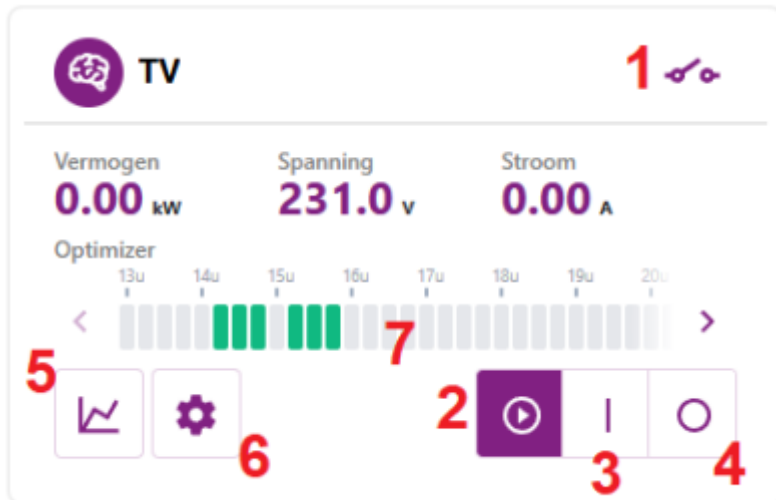 TV
1
Vermogen Spanning Stroom
0.00 kW 231.0 V 0.00 A
Optimizer
13u 14u 15u 16u 17u 18u 19u 20u
7
5
2
6
3
4